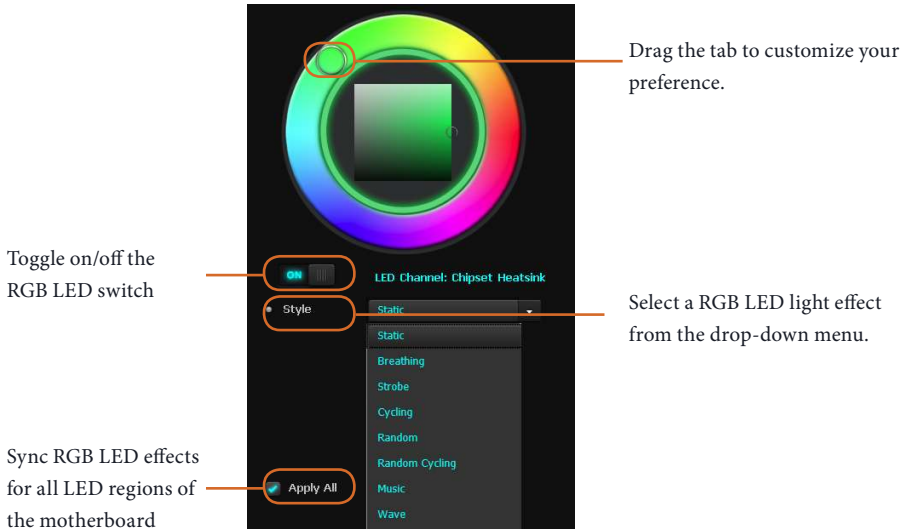 Drag the tab to customize your
preference.
Toggle on/off the
RGB LED switch
ON
LED Channel: Chipset Heatsink
Style
Static
Select a RGB LED light effect
from the drop-down menu.
Static
Breathing
Strobe
Cycling
Random
Random Cycling
Music
Wave
Sync RGB LED effects
for all LED regions of
the motherboard
Apply All